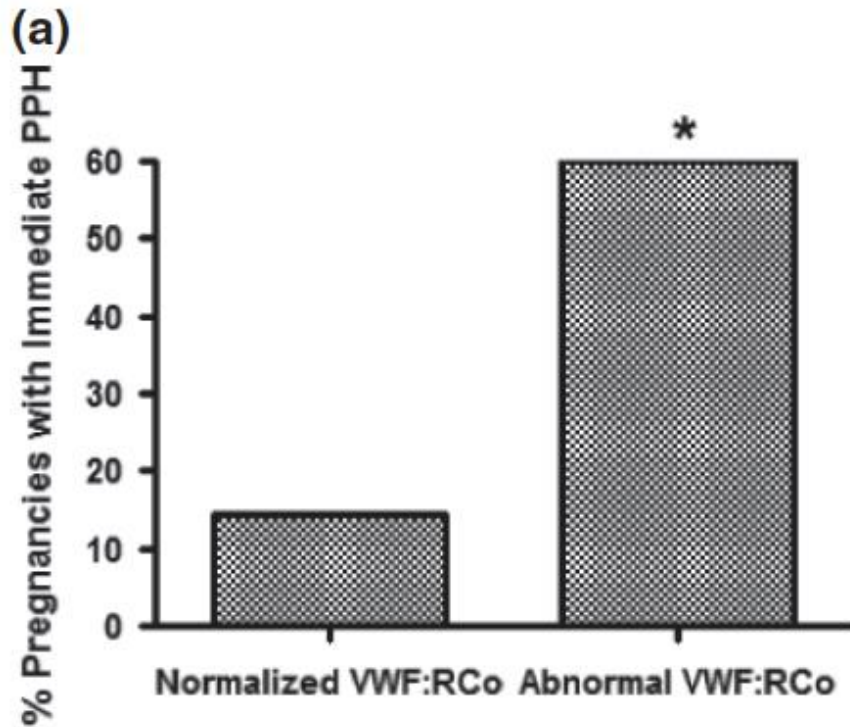 (a)
% Pregnancies with Immediate PPH
*
60
50
40
30
20
10
0
Normalized VWF:RCo Abnormal VWF:RCo